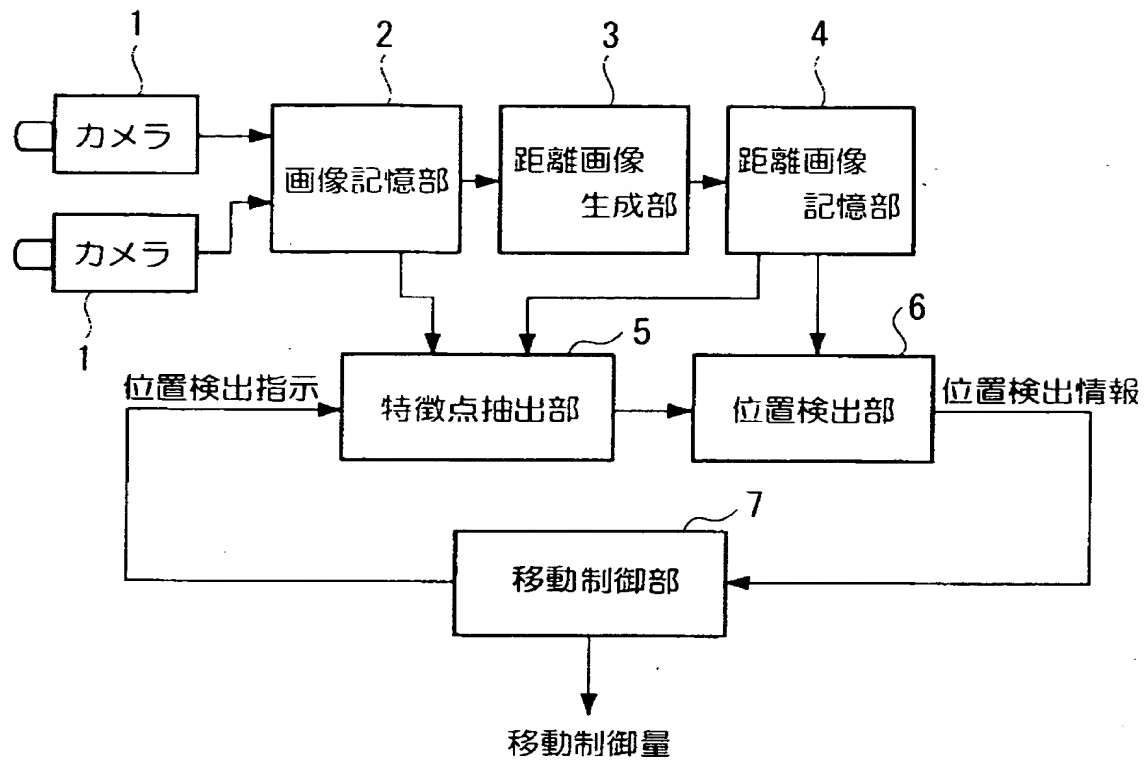 1
2
3
4
カメラ
画像記憶部
距離画像
生成部
距離画像
記憶部
カメラ
1
5
6
位置検出指示
特徴点抽出部
位置検出部
位置検出情報
7
移動制御部
移動制御量